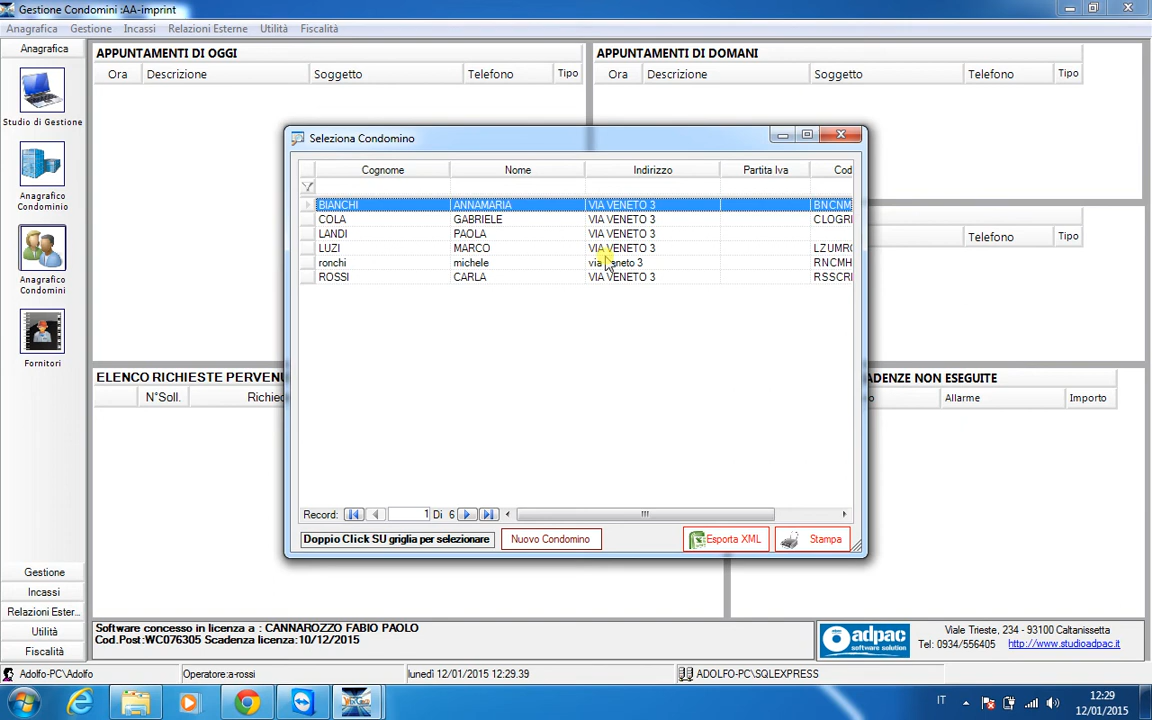 Gestione Condomini :AA-imprint
Anagrafica Gestione Incassi Relazioni Esterne Utilità Fiscalità
Anagrafica
Studio di Gestione
Anagrafico Condominio
Anagrafico Condomini
Fornitori
APPUNTAMENTI DI OGGI
Ora Descrizione Soggetto Telefono Tipo
APPUNTAMENTI DI DOMANI
Ora Descrizione Soggetto Telefono Tipo
Telefono Tipo
Seleziona Condomino
Cognome Nome Indirizzo Partita Iva Cod
BIANCHI ANNAMARIA VIA VENETO 3 BNCNM
COLA GABRIELE VIA VENETO 3 CLOGRI
LANDI PAOLA VIA VENETO 3
LUZI MARCO VIA VENETO 3 LZUMR
ronchi michele via veneto 3 RNCMH
ROSSI CARLA VIA VENETO 3 RSSCRI
Record: 1 Di 6
Doppio Click SU griglia per selezionare Nuovo Condomino Esporta XML Stampa
ELENCO RICHIESTE PERVENU
N°Soll. Richied
ADENZE NON ESEGUITE
o Allarme Importo
Gestione
Incassi
Relazioni Ester...
Utilità
Fiscalità
Software concesso in licenza a : CANNAROZZO FABIO PAOLO
Cod.Post:WC076305 Scadenza licenza:10/12/2015
adpac
software solution
Viale Trieste, 234 - 93100 Caltanissetta
Tel: 0934/556405 http://www.studioadpac.it
Adolfo-PC\Adolfo Operatore:a-rossi lunedì 12/01/2015 12.29.39 ADOLFO-PC\SQLEXPRESS
IT 12:29
12/01/2015